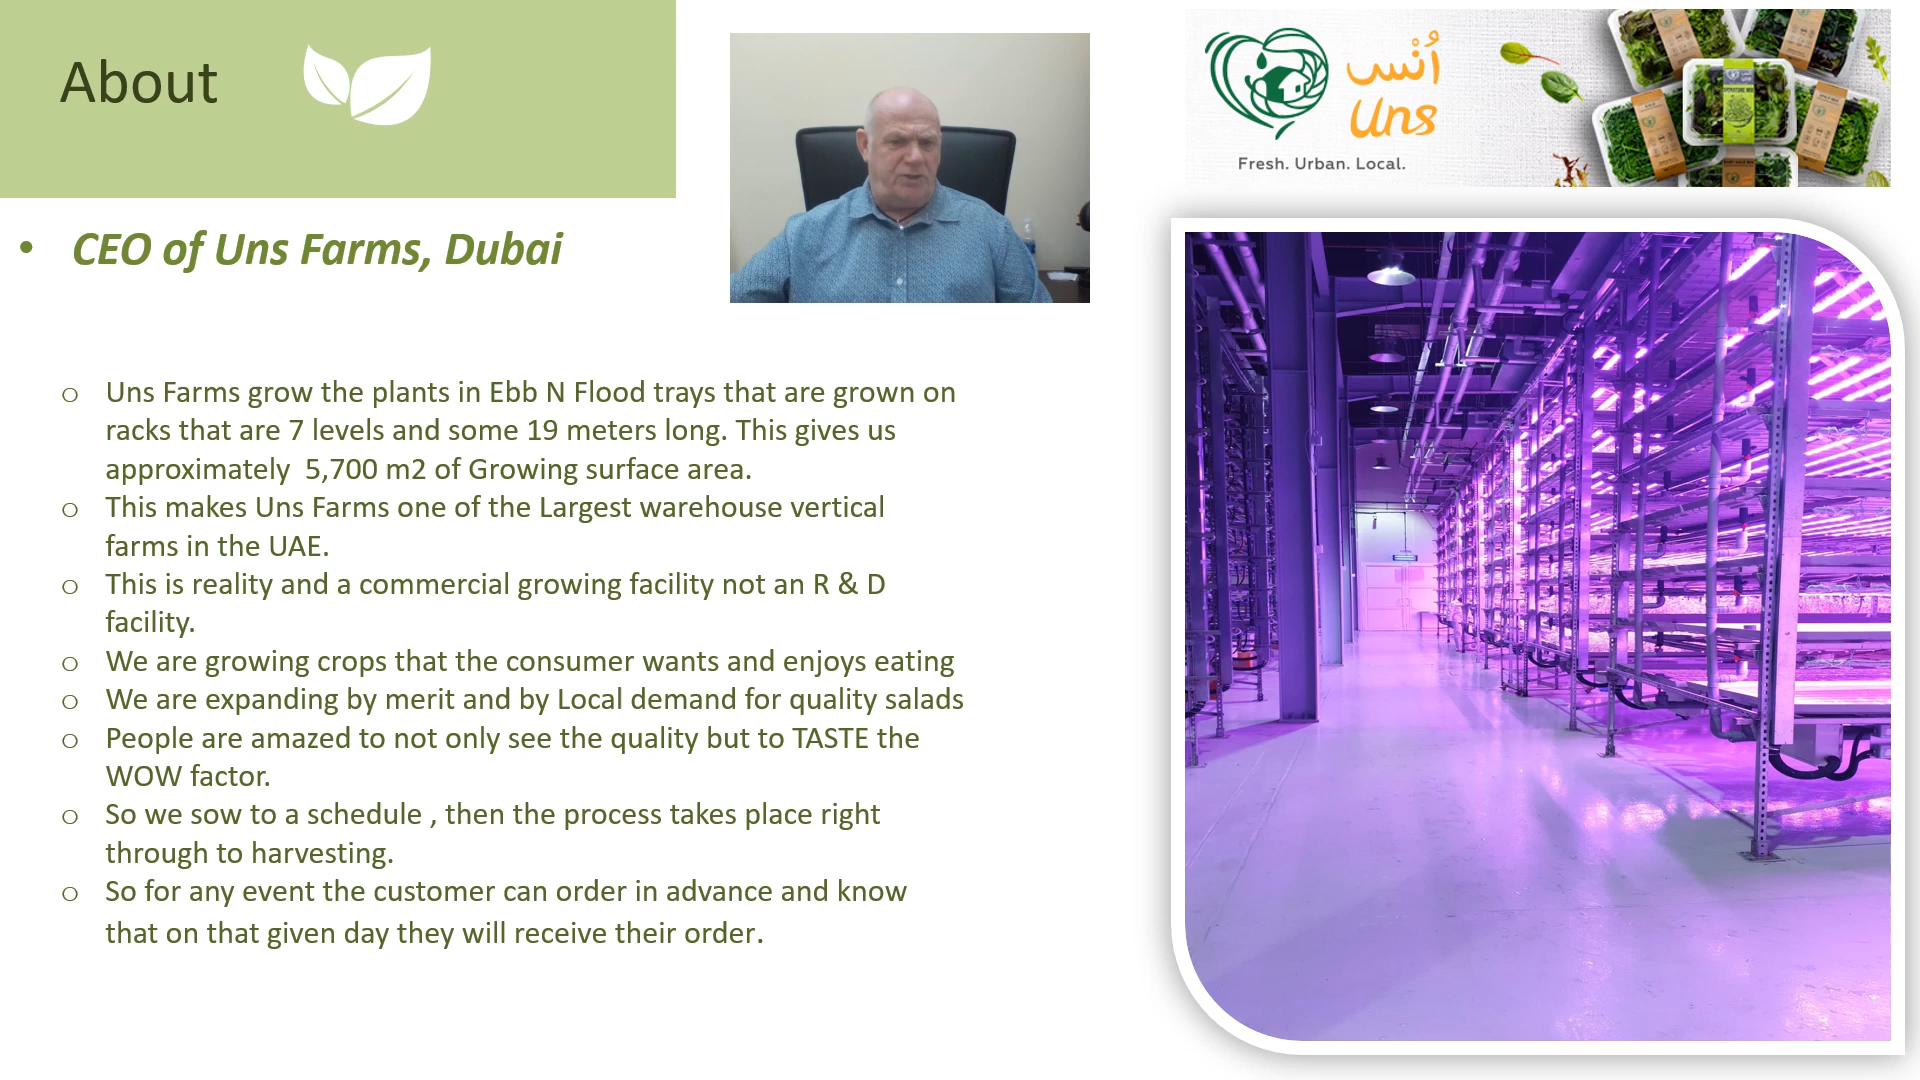 About
أُنْس
Uns
Fresh. Urban. Local.
• CEO of Uns Farms, Dubai
o Uns Farms grow the plants in Ebb N Flood trays that are grown on
racks that are 7 levels and some 19 meters long. This gives us
approximately  5,700 m2 of Growing surface area.
o This makes Uns Farms one of the Largest warehouse vertical
farms in the UAE.
o This is reality and a commercial growing facility not an R & D
facility.
o We are growing crops that the consumer wants and enjoys eating
o We are expanding by merit and by Local demand for quality salads
o People are amazed to not only see the quality but to TASTE the
WOW factor.
o So we sow to a schedule , then the process takes place right
through to harvesting.
o So for any event the customer can order in advance and know
that on that given day they will receive their order.